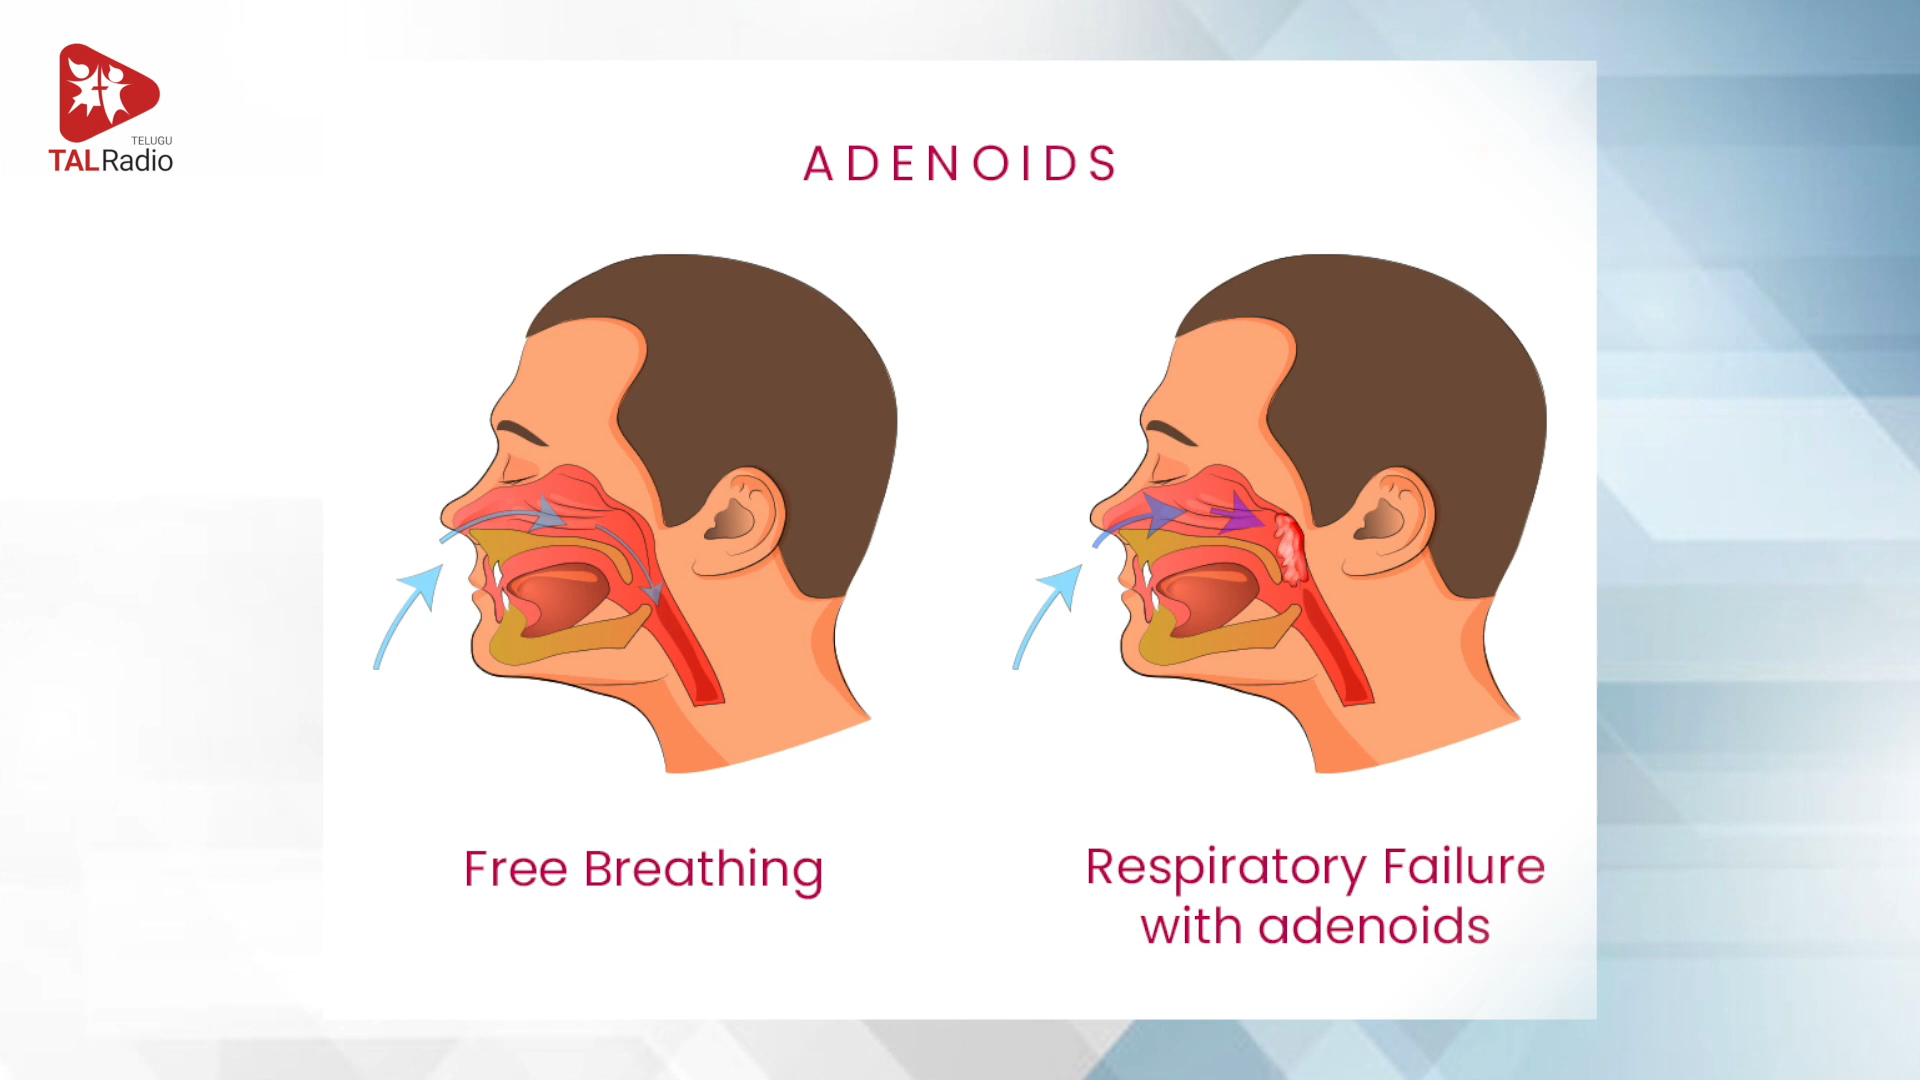 TELUGU
TALRadio
ADENOIDS
Free Breathing
Respiratory Failure
with adenoids